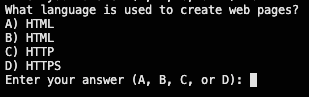 What language is used to create web pages?
A) HTML
B) HTML
C) HTTP
D) HTTPS
Enter your answer (A, B, C, or D):